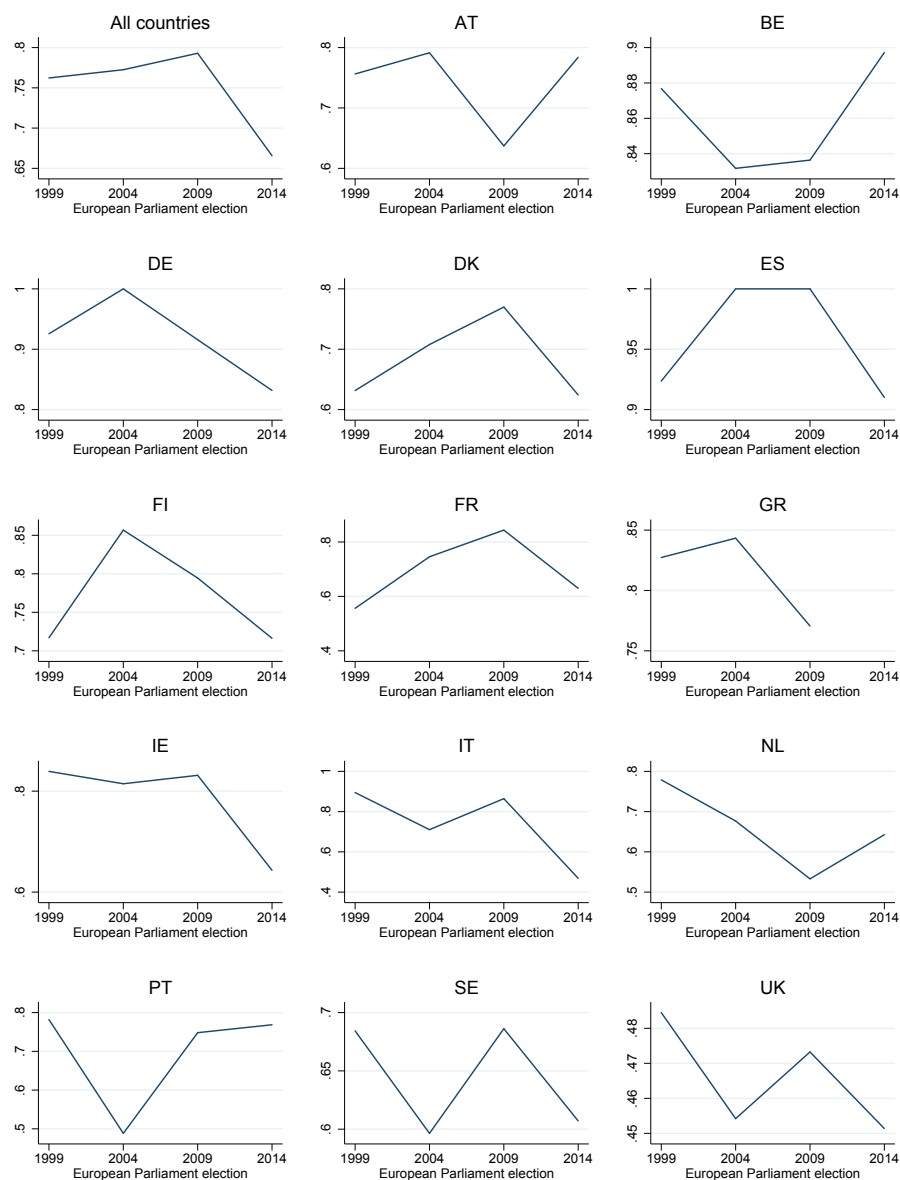 All countries
.8
.75
.7
.65
1999 2004 2009 2014
European Parliament election
AT
.8
.7
.6
1999 2004 2009 2014
European Parliament election
BE
.9
.88
.86
.84
1999 2004 2009 2014
European Parliament election
DE
1
.9
.8
1999 2004 2009 2014
European Parliament election
DK
.8
.7
.6
1999 2004 2009 2014
European Parliament election
ES
1
.95
.9
1999 2004 2009 2014
European Parliament election
FI
.85
.8
.75
.7
1999 2004 2009 2014
European Parliament election
FR
.8
.6
.4
1999 2004 2009 2014
European Parliament election
GR
.85
.8
.75
1999 2004 2009 2014
European Parliament election
IE
.8
.6
1999 2004 2009 2014
European Parliament election
IT
1
.8
.6
.4
1999 2004 2009 2014
European Parliament election
NL
.8
.7
.6
.5
1999 2004 2009 2014
European Parliament election
PT
.8
.7
.6
.5
1999 2004 2009 2014
European Parliament election
SE
.7
.65
.6
1999 2004 2009 2014
European Parliament election
UK
.48
.47
.46
.45
1999 2004 2009 2014
European Parliament election